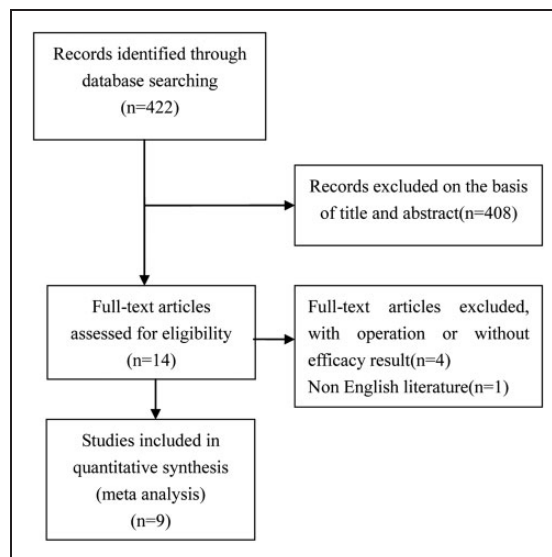 Records identified through
database searching
(n=422)
Records excluded on the basis
of title and abstract(n=408)
Full-text articles
assessed for eligibility
(n=14)
Full-text articles excluded,
with operation or without
efficacy result(n=4)
Non English literature(n=1)
Studies included in
quantitative synthesis
(meta analysis)
(n=9)